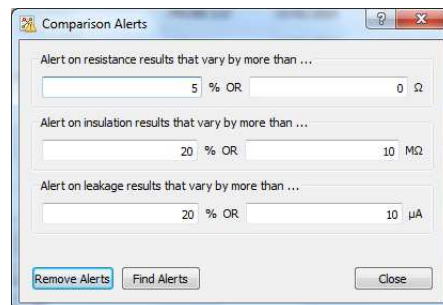 Comparison Alerts
? X
Alert on resistance results that vary by more than ...
5 % OR 0 Ω
Alert on insulation results that vary by more than ...
20 % OR 10 MΩ
Alert on leakage results that vary by more than ...
20 % OR 10 µA
Remove Alerts Find Alerts Close